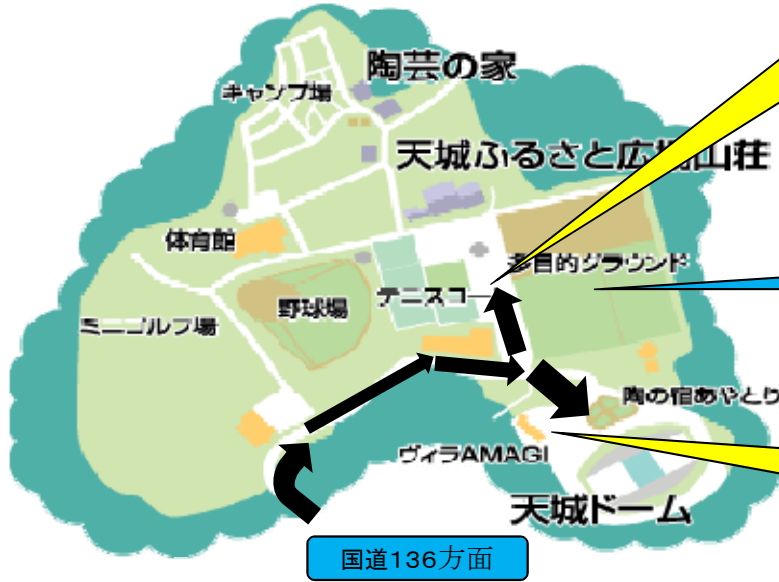 陶芸の家
キャンプ場
天城ふるさと広場山荘
体育館
多目的グラウンド
野球場
テニスコー
ミニゴルフ場
陶の宿あやとり
ヴィラAMAGI
天城ドーム
国道136方面